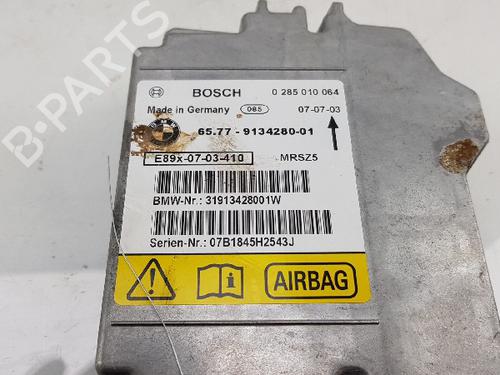 B-PARTS
BOSCH 0 285 010 064
Made in Germany 085 07-07-03
65.77 - 9134280-01
E89x-07-03-410 MRSZ5
BMW-Nr.: 31913428001W
Serien-Nr.: 07B1845H2543J
AIRBAG